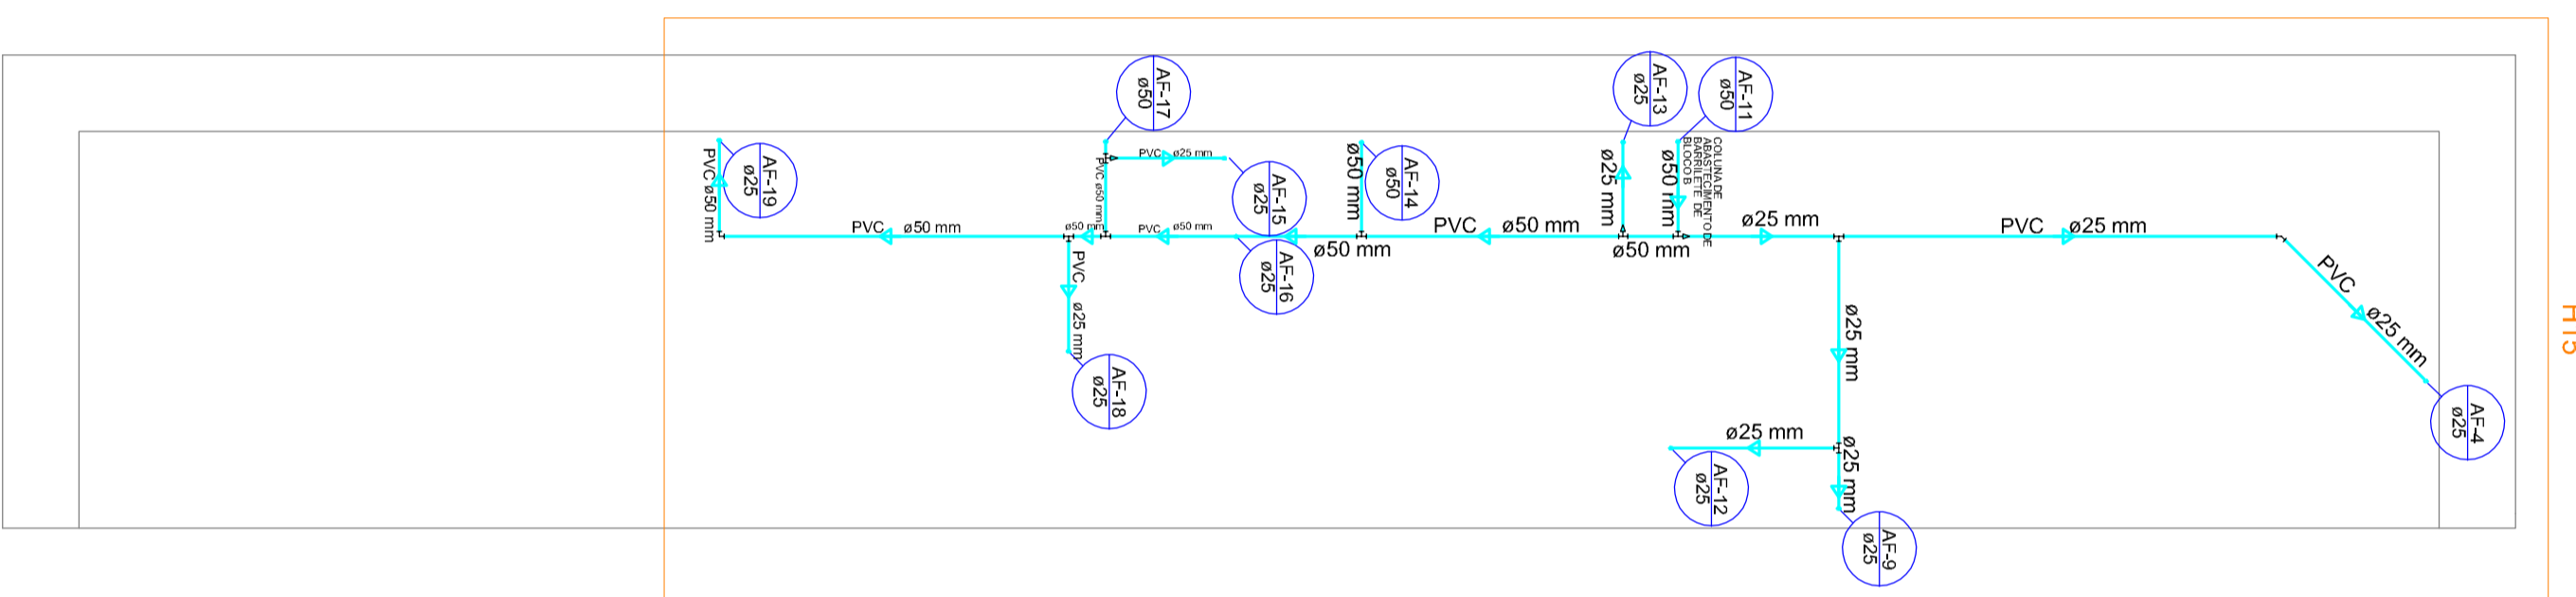 AF-17
ø50
AF-13
ø25
AF-11
ø50
COLUNA DE
ABASTECIMENTO DE
BARRILETE DE
BLOCO B
PVC ø50 mm
AF-19
ø25
PVC ø25 mm
PVC ø50 mm
AF-15
ø25
ø50 mm
AF-14
ø50
ø25 mm
ø50 mm
PVC ø50 mm
ø50 mm
PVC ø50 mm
ø50 mm
PVC ø50 mm
ø50 mm
ø25 mm
PVC ø25 mm
AF-16
ø25
PVC ø25 mm
AF-18
ø25
ø25 mm
PVC ø25 mm
AF-4
ø25
ø25 mm
ø25 mm
AF-12
ø25
AF-9
ø25
H15